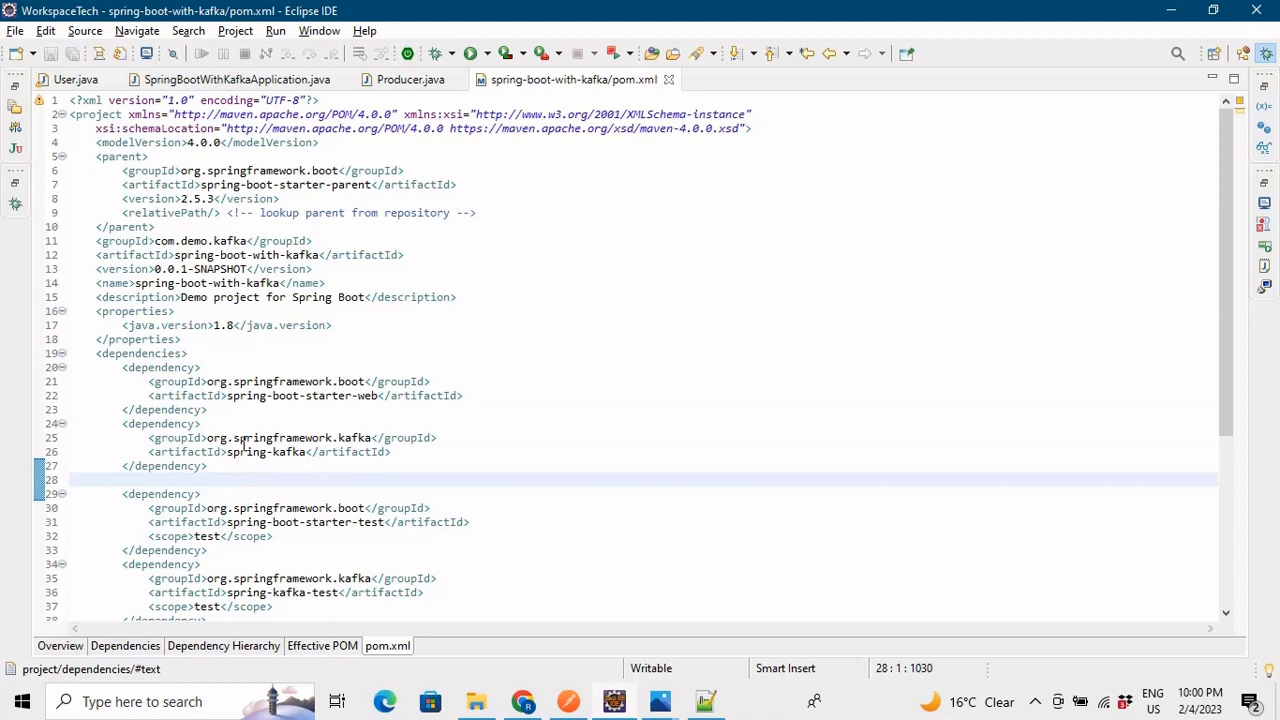 WorkspaceTech - spring-boot-with-kafka/pom.xml - Eclipse IDE
File Edit Source Navigate Search Project Run Window Help
User.java SpringBootWithKafkaApplication.java Producer.java spring-boot-with-kafka/pom.xml
1 <?xml version="1.0" encoding="UTF-8"?>
2 <project xmlns="http://maven.apache.org/POM/4.0.0" xmlns:xsi="http://www.w3.org/2001/XMLSchema-instance"
3 xsi:schemaLocation="http://maven.apache.org/POM/4.0.0 https://maven.apache.org/xsd/maven-4.0.0.xsd">
4 <modelVersion>4.0.0</modelVersion>
5 <parent>
6 <groupId>org.springframework.boot</groupId>
7 <artifactId>spring-boot-starter-parent</artifactId>
8 <version>2.5.3</version>
9 <relativePath/> <!-- lookup parent from repository -->
10 </parent>
11 <groupId>com.demo.kafka</groupId>
12 <artifactId>spring-boot-with-kafka</artifactId>
13 <version>0.0.1-SNAPSHOT</version>
14 <name>spring-boot-with-kafka</name>
15 <description>Demo project for Spring Boot</description>
16 <properties>
17 <java.version>1.8</java.version>
18 </properties>
19 <dependencies>
20 <dependency>
21 <groupId>org.springframework.boot</groupId>
22 <artifactId>spring-boot-starter-web</artifactId>
23 </dependency>
24 <dependency>
25 <groupId>org.springframework.kafka</groupId>
26 <artifactId>spring-kafka</artifactId>
27 </dependency>
28
29 <dependency>
30 <groupId>org.springframework.boot</groupId>
31 <artifactId>spring-boot-starter-test</artifactId>
32 <scope>test</scope>
33 </dependency>
34 <dependency>
35 <groupId>org.springframework.kafka</groupId>
36 <artifactId>spring-kafka-test</artifactId>
37 <scope>test</scope>
38 </dependency>
Overview Dependencies Dependency Hierarchy Effective POM pom.xml
project/dependencies/#text Writable Smart Insert 28 : 1 : 1030
Type here to search 16°C Clear ENG US 10:00 PM 2/4/2023